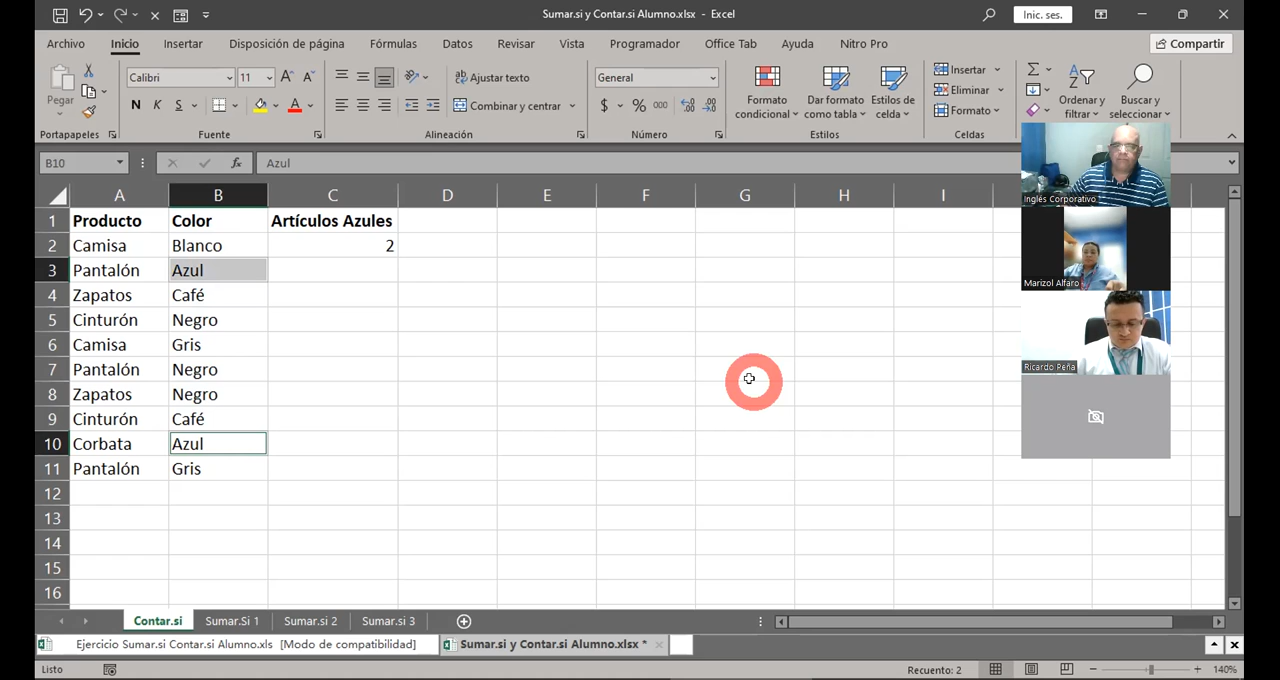 Sumar.si y Contar.si Alumno.xlsx - Excel
Inic. ses.
Archivo Inicio Insertar Disposición de página Fórmulas Datos Revisar Vista Programador Office Tab Ayuda Nitro Pro Compartir
Pegar
Calibri 11
N K S
Ajustar texto
Combinar y centrar
General
$ % 000
Formato condicional
Dar formato como tabla
Estilos de celda
Insertar
Eliminar
Formato
Ordenar y filtrar
Buscar y seleccionar
Portapapeles Fuente Alineación Número Estilos Celdas
B10 fx Azul
A B C D E F G H I
1 Producto Color Artículos Azules
2 Camisa Blanco 2
3 Pantalón Azul
4 Zapatos Café
5 Cinturón Negro
6 Camisa Gris
7 Pantalón Negro
8 Zapatos Negro
9 Cinturón Café
10 Corbata Azul
11 Pantalón Gris
12
13
14
15
16
Inglés Corporativo
Marizol Alfaro
Ricardo Peña
Contar.si Sumar.Si 1 Sumar.si 2 Sumar.si 3
Ejercicio Sumar.si Contar.si Alumno.xls [Modo de compatibilidad] Sumar.si y Contar.si Alumno.xlsx *
Listo Recuento: 2 140%